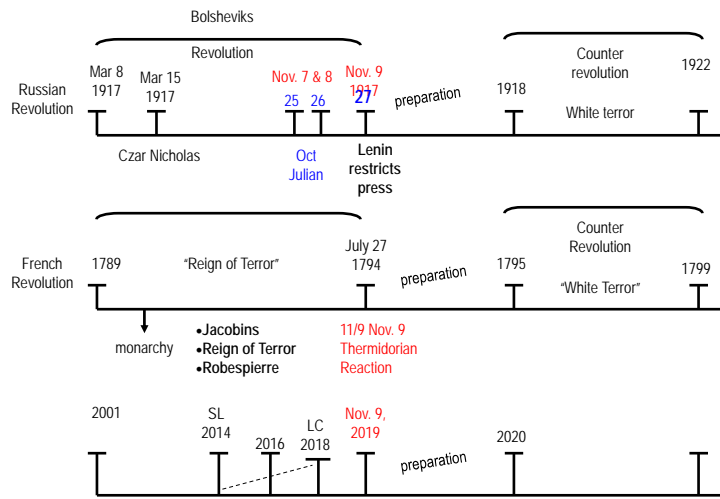 Bolsheviks
Revolution
Russian
Revolution
Mar 8
1917
Mar 15
1917
Nov. 7 & 8
25
26
Nov. 9
1917
27
preparation
1918
Counter
revolution
White terror
1922
Czar Nicholas
Oct
Julian
Lenin
restricts
press
French
Revolution
1789
"Reign of Terror"
July 27
1794
preparation
1795
Counter
Revolution
"White Terror"
1799
monarchy
•Jacobins
•Reign of Terror
•Robespierre
11/9 Nov. 9
Thermidorian
Reaction
2001
SL
2014
2016
LC
2018
Nov. 9,
2019
preparation
2020